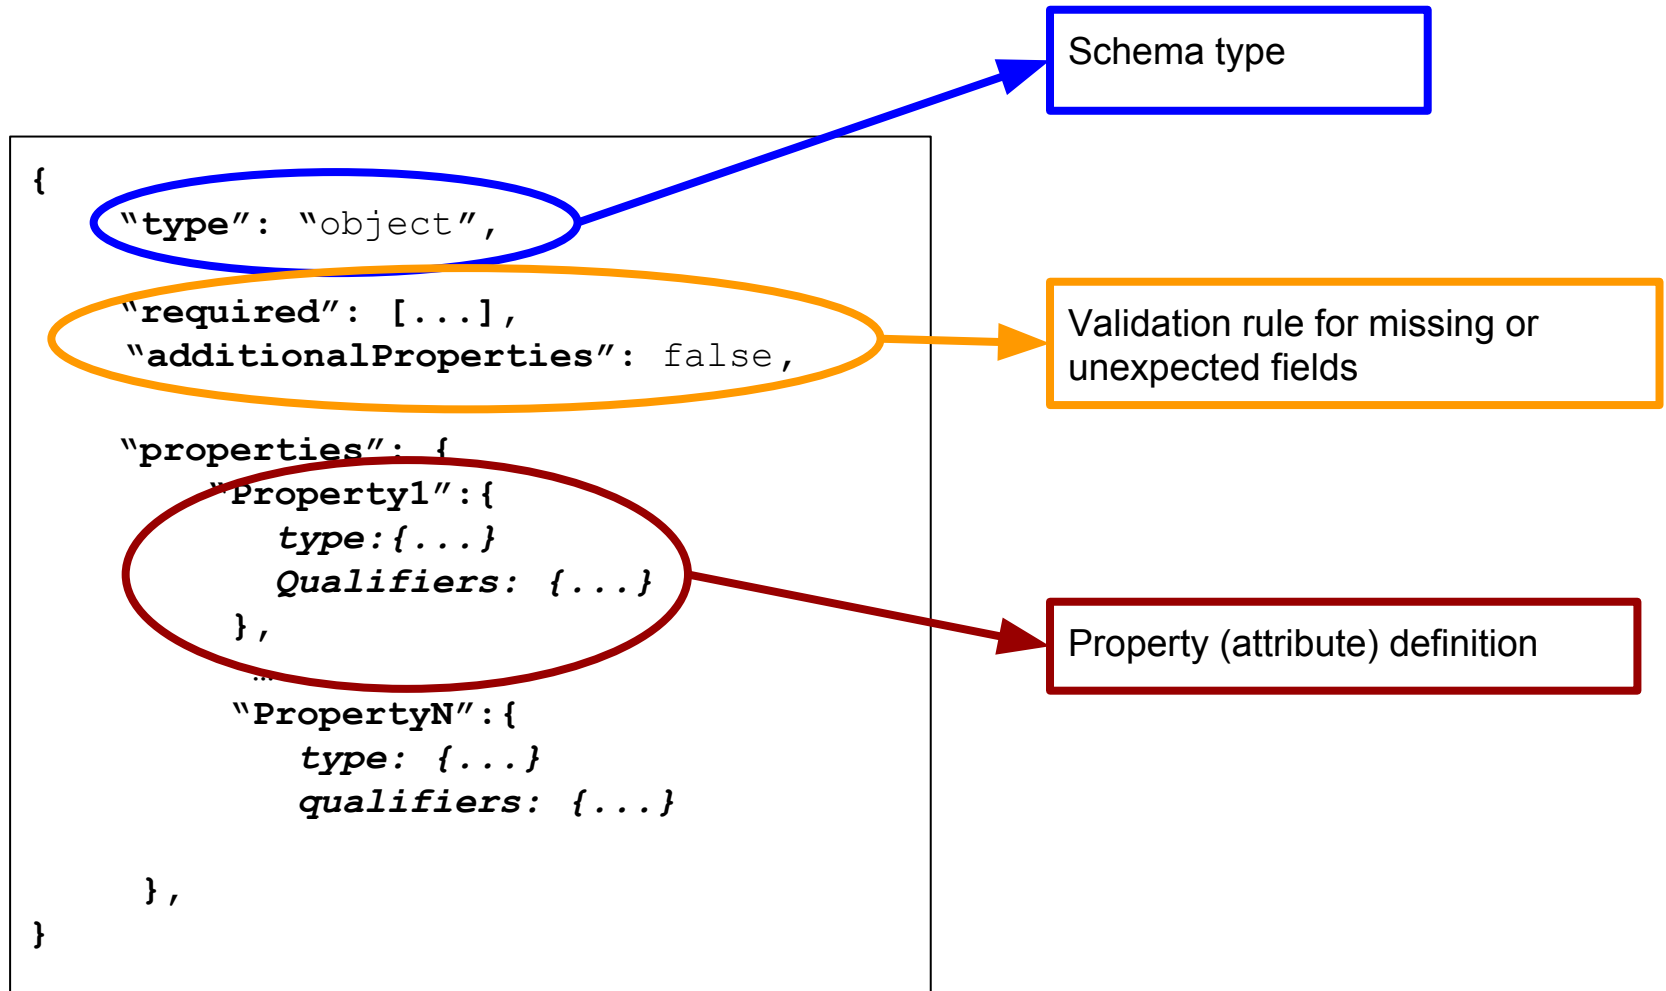 Schema type
{
“type”: “object”,
“required”: [...],
“additionalProperties”: false,
Validation rule for missing or
unexpected fields
“properties”: {
“Property1”:{
type:{...}
Qualifiers: {...}
},
…
Property (attribute) definition
“PropertyN”:{
type: {...}
qualifiers: {...}
},
}